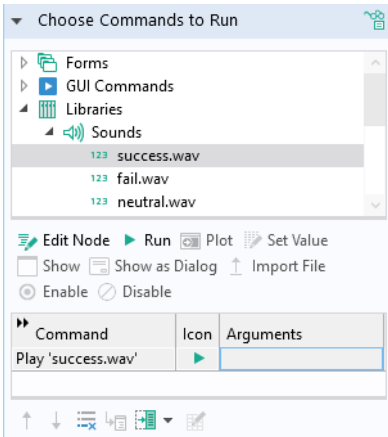 Choose Commands to Run
Forms
GUI Commands
Libraries
Sounds
123 success.wav
123 fail.wav
123 neutral.wav
Edit Node Run Plot Set Value
Show Show as Dialog Import File
Enable Disable
Command Icon Arguments
Play 'success.wav'